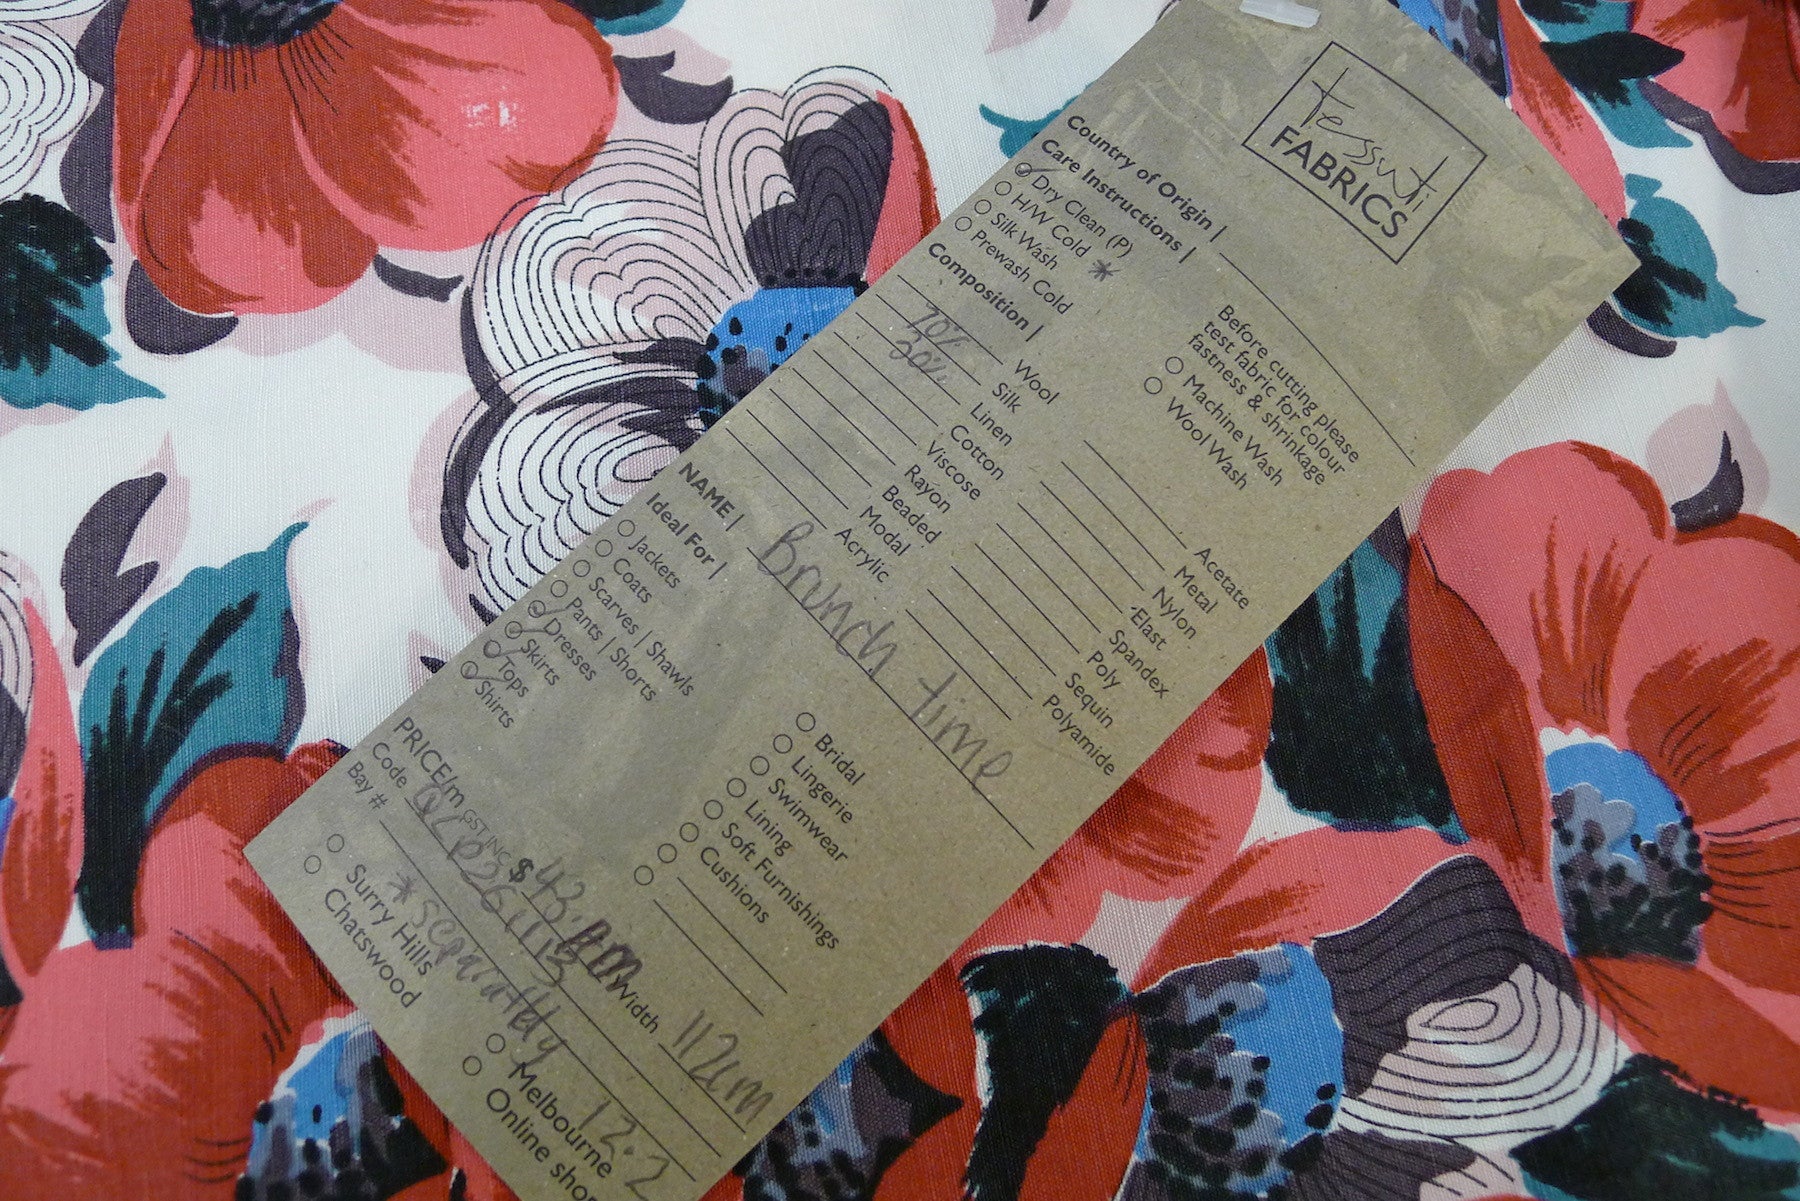 Tessuti
FABRICS
Country of Origin |
Care Instructions |
Dry Clean (P)
H/W Cold *
Silk Wash
Prewash Cold
Before cutting please
test fabric for colour
fastness & shrinkage
Machine Wash
Wool Wash
Composition |
Wool
70% Silk
30% Linen
Cotton
Viscose
Rayon
Beaded
Modal
Acrylic
Acetate
Metal
Nylon
Elast
Spandex
Poly
Sequin
Polyamide
NAME | Brunch time
Ideal For |
Jackets
Coats
Scarves | Shawls
Pants | Shorts
Dresses
Skirts
Tops
Shirts
Bridal
Lingerie
Swimwear
Lining
Soft Furnishings
Cushions
PRICE/m GST INC $ 43. Width 112cm
Code
Bay # * separately 12.2
Surry Hills
Chatswood
Melbourne
Online